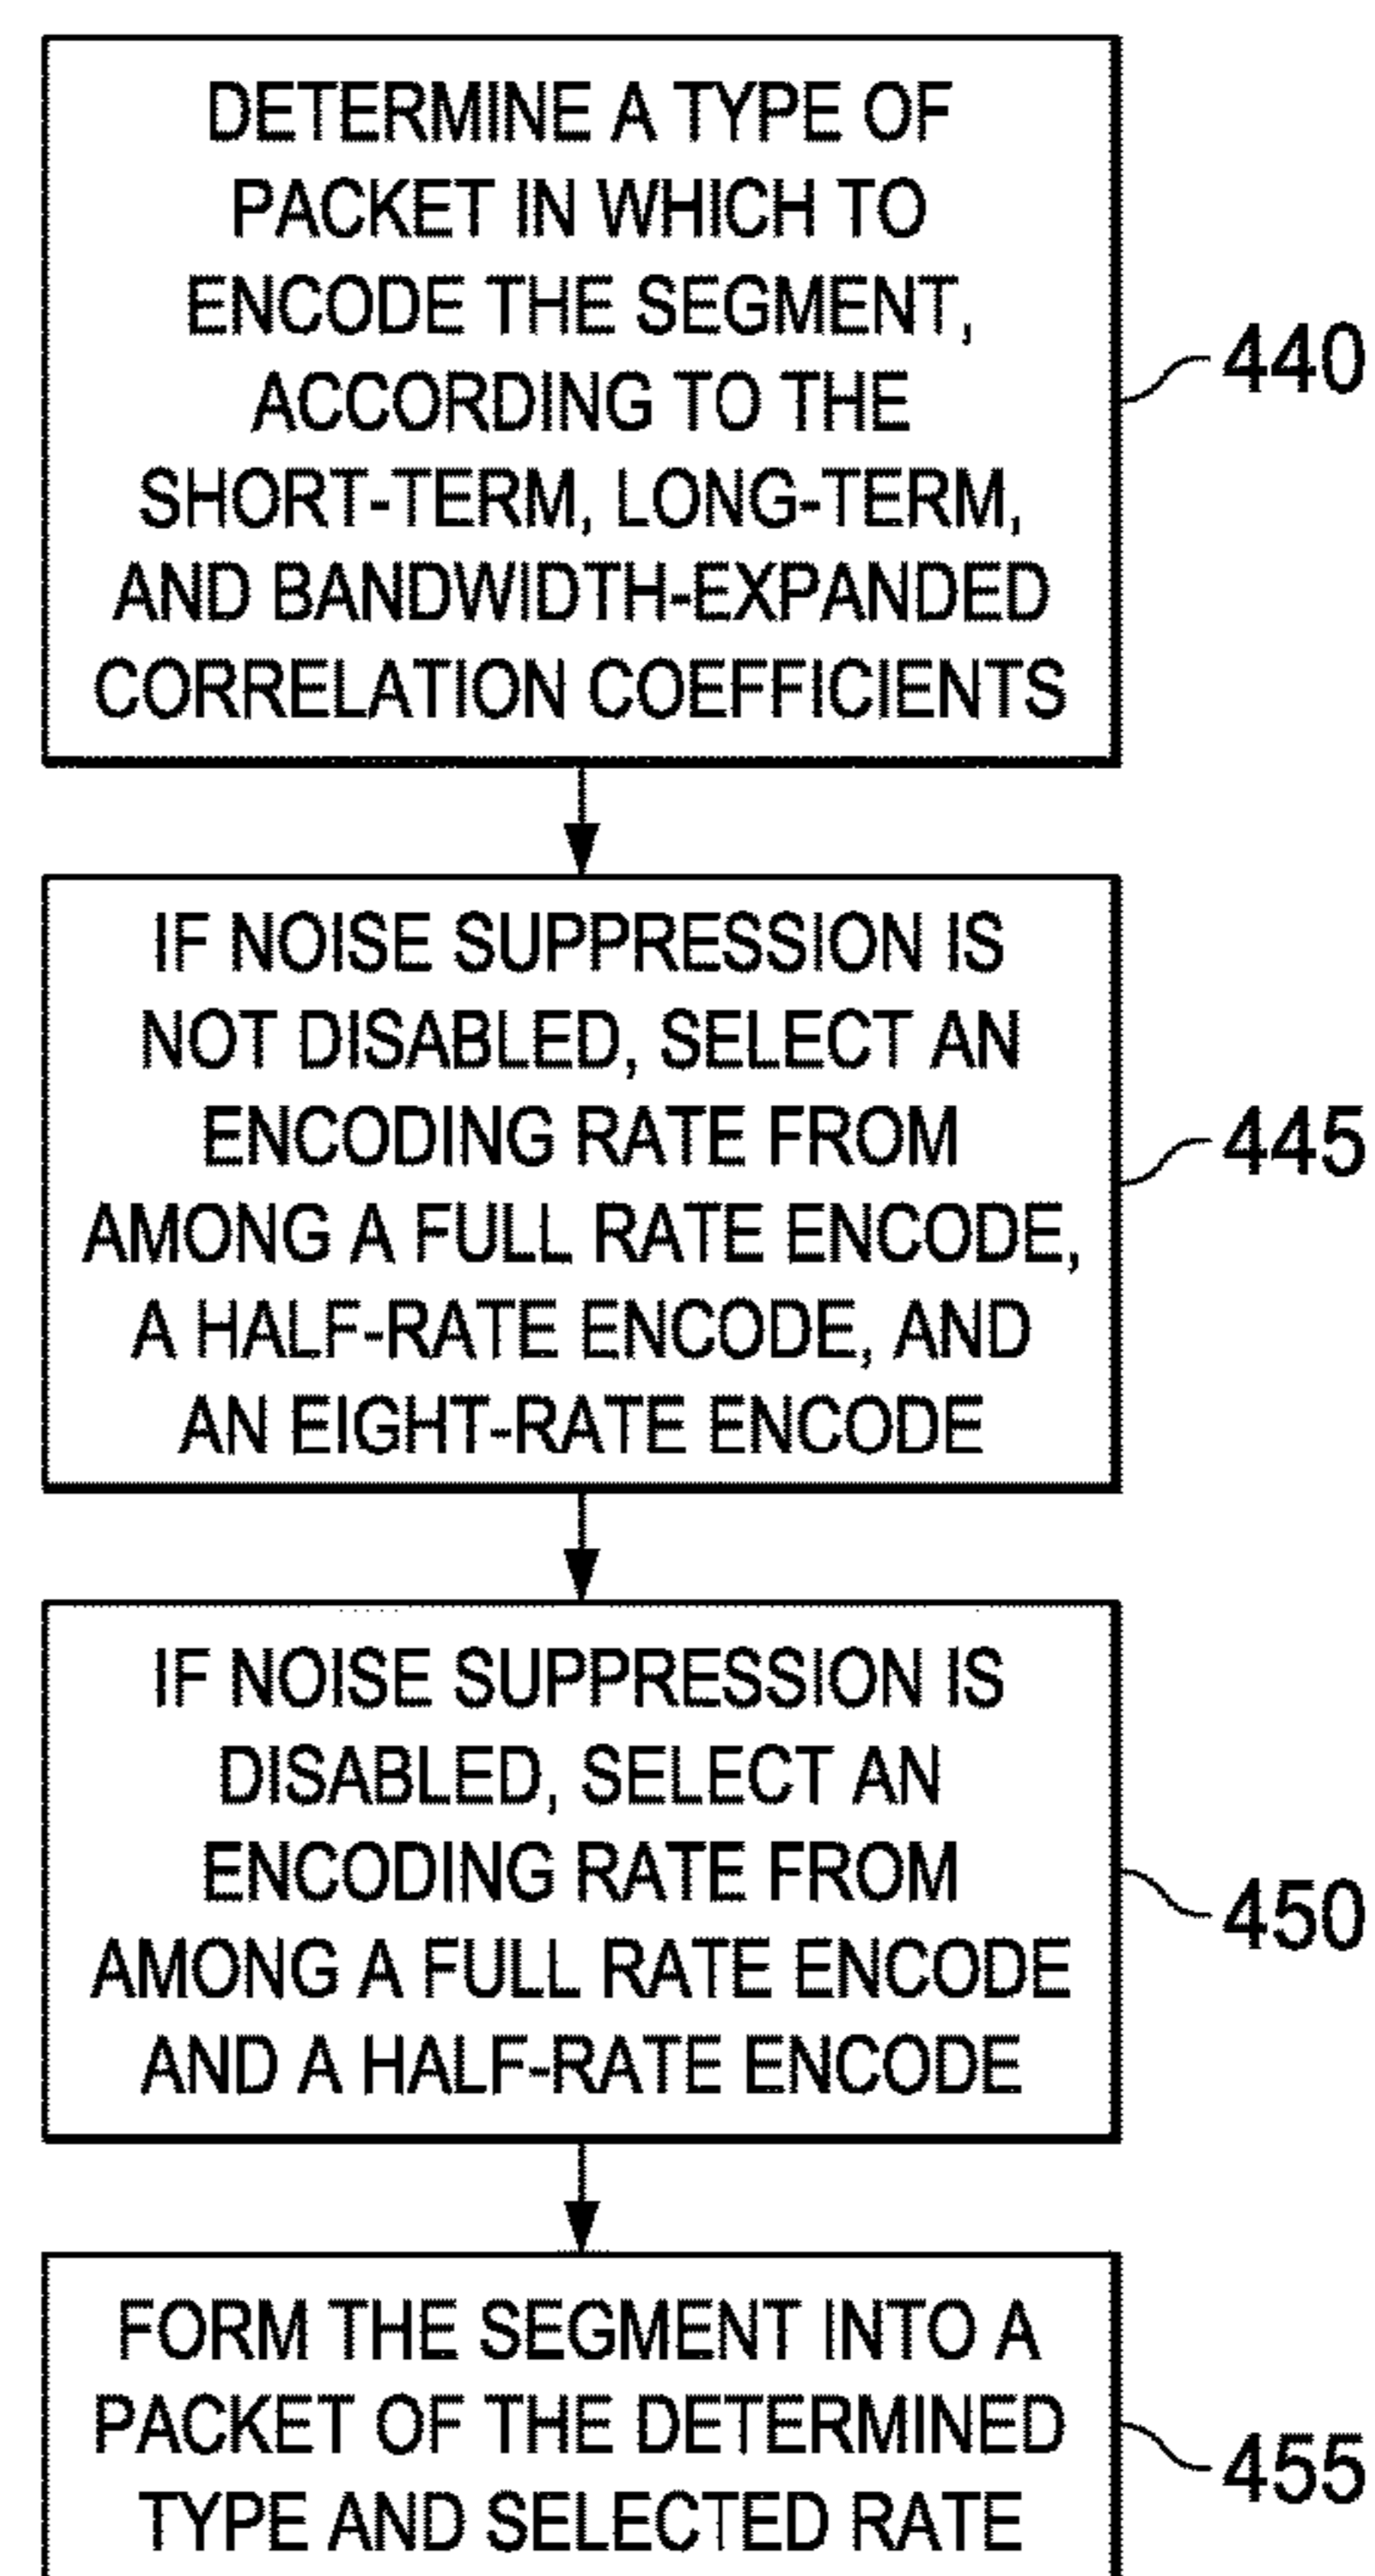 DETERMINE A TYPE OF
PACKET IN WHICH TO
ENCODE THE SEGMENT,
ACCORDING TO THE
SHORT-TERM, LONG-TERM,
AND BANDWIDTH-EXPANDED
CORRELATION COEFFICIENTS
440
IF NOISE SUPPRESSION IS
NOT DISABLED, SELECT AN
ENCODING RATE FROM
AMONG A FULL RATE ENCODE,
A HALF-RATE ENCODE, AND
AN EIGHT-RATE ENCODE
445
IF NOISE SUPPRESSION IS
DISABLED, SELECT AN
ENCODING RATE FROM
AMONG A FULL RATE ENCODE
AND A HALF-RATE ENCODE
450
FORM THE SEGMENT INTO A
PACKET OF THE DETERMINED
TYPE AND SELECTED RATE
455